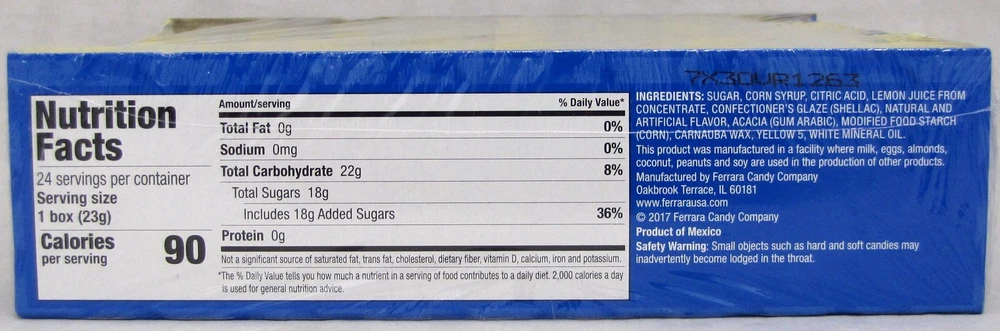 Nutrition
Facts
24 servings per container
Serving size
1 box (23g)
Calories
per serving
90
Amount/serving % Daily Value*
Total Fat 0g 0%
Sodium 0mg 0%
Total Carbohydrate 22g 8%
Total Sugars 18g
Includes 18g Added Sugars 36%
Protein 0g
Not a significant source of saturated fat, trans fat, cholesterol, dietary fiber, vitamin D, calcium, iron and potassium.
*The % Daily Value tells you how much a nutrient in a serving of food contributes to a daily diet. 2,000 calories a day
is used for general nutrition advice.
INGREDIENTS: SUGAR, CORN SYRUP, CITRIC ACID, LEMON JUICE FROM
CONCENTRATE, CONFECTIONER'S GLAZE (SHELLAC), NATURAL AND
ARTIFICIAL FLAVOR, ACACIA (GUM ARABIC), MODIFIED FOOD STARCH
(CORN), CARNAUBA WAX, YELLOW 5, WHITE MINERAL OIL.
This product was manufactured in a facility where milk, eggs, almonds,
coconut, peanuts and soy are used in the production of other products.
Manufactured by Ferrara Candy Company
Oakbrook Terrace, IL 60181
www.ferrarausa.com
© 2017 Ferrara Candy Company
Product of Mexico
Safety Warning: Small objects such as hard and soft candies may
inadvertently become lodged in the throat.